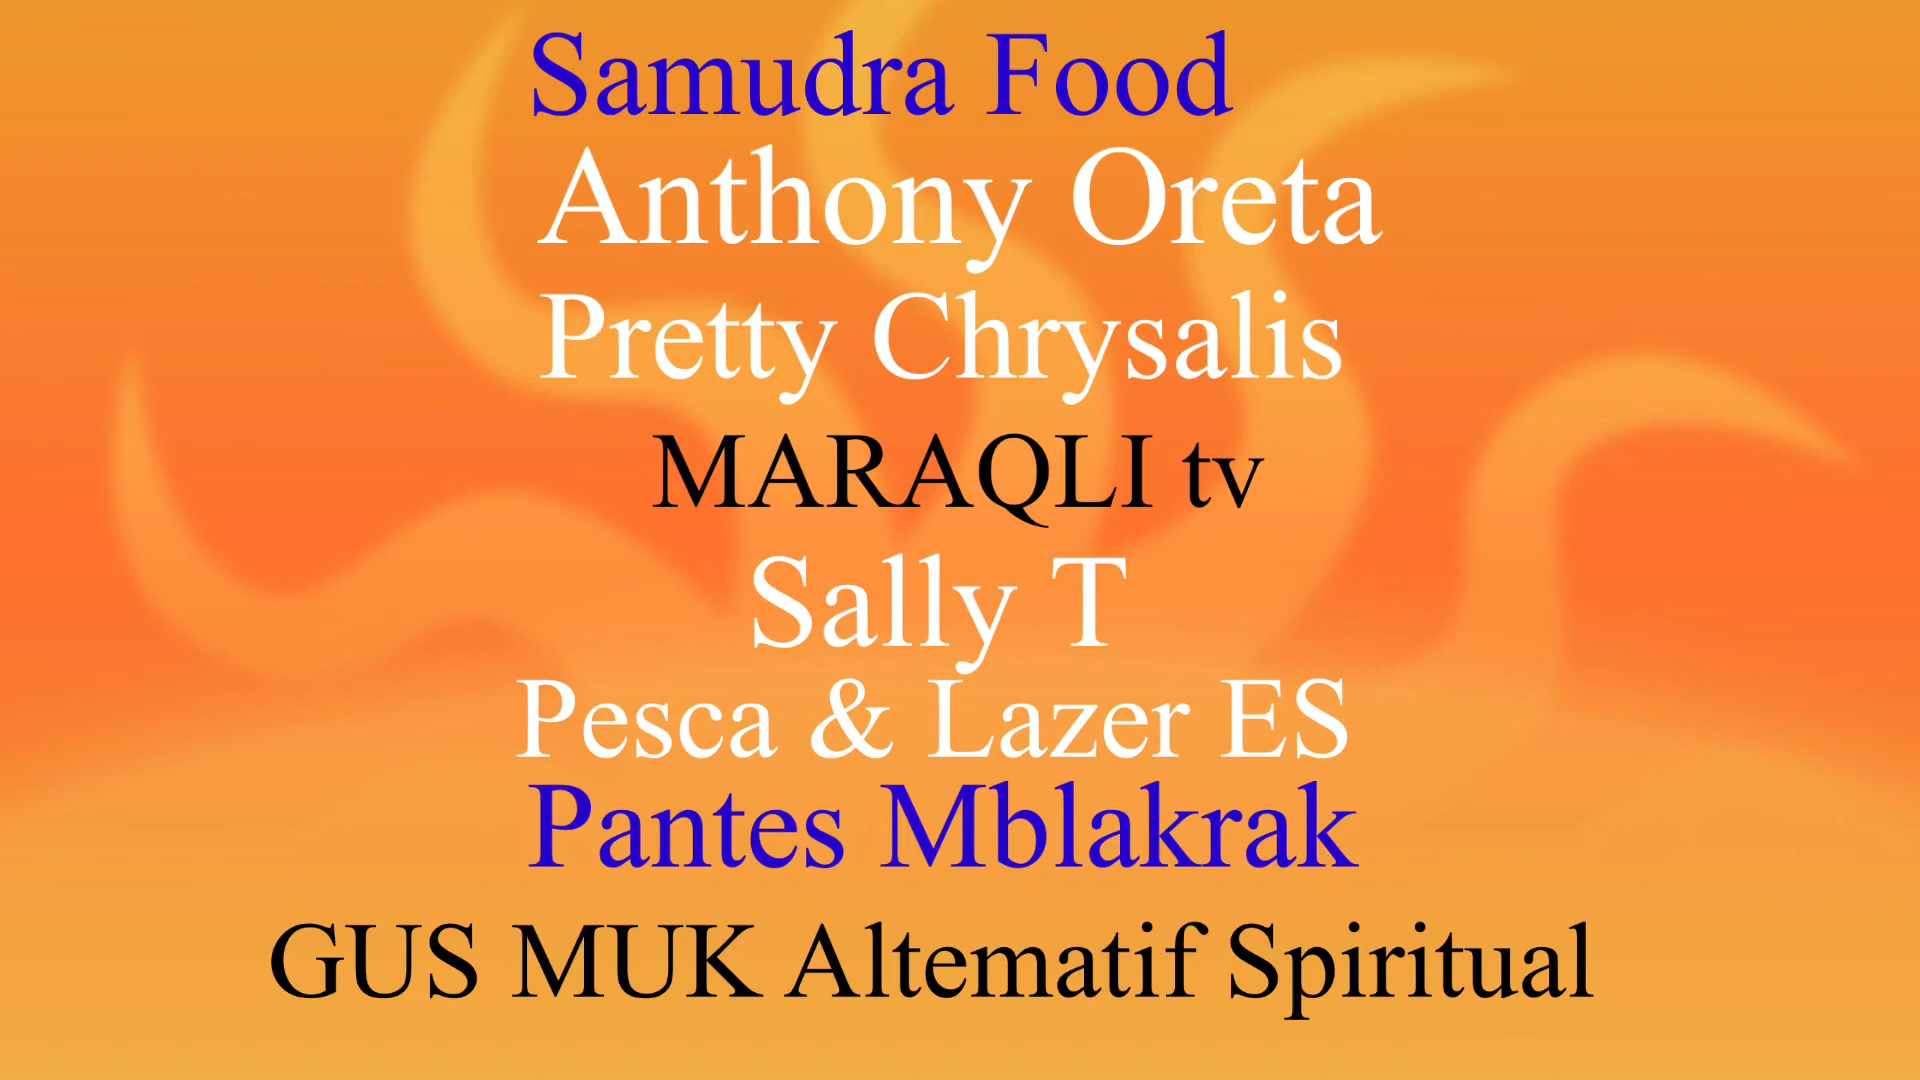 Samudra Food
Anthony Oreta
Pretty Chrysalis
MARAQLI tv
Sally T
Pesca & Lazer ES
Pantes Mblakrak
GUS MUK Altematif Spiritual